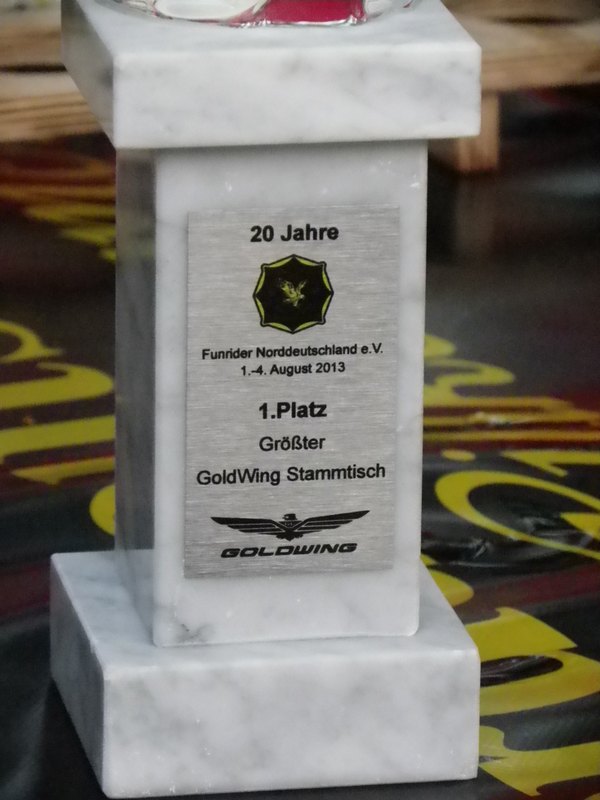 20 Jahre
Funrider Norddeutschland e.V.
1.-4. August 2013
1.Platz
Größter
GoldWing Stammtisch
GOLDWING